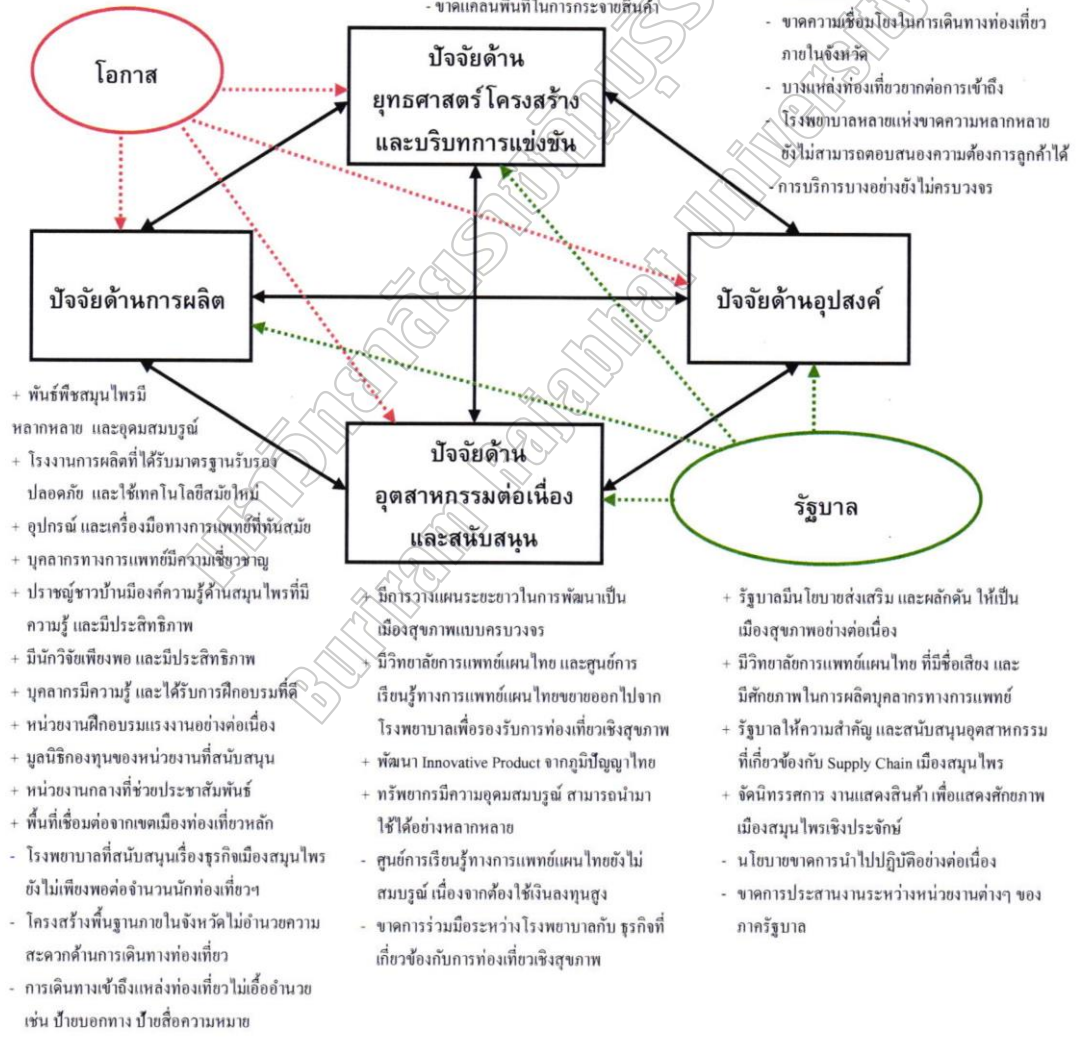 - ขาดแคลนพื้นที่ในการกระจายสินค้า
- ขาดความเชื่อมโยงในการเดินทางท่องเที่ยว
ภายในจังหวัด
- บางแหล่งท่องเที่ยวยากต่อการเข้าถึง
- โรงพยาบาลหลายแห่งขาดความหลากหลาย
ยังไม่สามารถตอบสนองความต้องการลูกค้าได้
- การบริการบางอย่างยังไม่ครบวงจร
โอกาส
ปัจจัยด้าน
ยุทธศาสตร์ โครงสร้าง
และบริบทการแข่งขัน
ปัจจัยด้านการผลิต
ปัจจัยด้านอุปสงค์
ปัจจัยด้าน
อุตสาหกรรมต่อเนื่อง
และสนับสนุน
รัฐบาล
+ พันธ์พืชสมุนไพรมี
หลากหลาย และอุดมสมบรูณ์
+ โรงงานการผลิตที่ได้รับมาตรฐานรับรอง
ปลอดภัย และใช้เทคโนโลยีสมัยใหม่
+ อุปกรณ์ และเครื่องมือทางการแพทย์ที่ทันสมัย
+ บุคลากรทางการแพทย์มีความเชี่ยวชาญ
+ ปราชญ์ชาวบ้านมีองค์ความรู้ด้านสมุนไพรที่มี
ความรู้ และมีประสิทธิภาพ
+ มีนักวิจัยเพียงพอ และมีประสิทธิภาพ
+ บุคลากรมีความรู้ และได้รับการฝึกอบรมที่ดี
+ หน่วยงานฝึกอบรมแรงงานอย่างต่อเนื่อง
+ มูลนิธิกองทุนของหน่วยงานที่สนับสนุน
+ หน่วยงานกลางที่ช่วยประชาสัมพันธ์
+ พื้นที่เชื่อมต่อจากเขตเมืองท่องเที่ยวหลัก
- โรงพยาบาลที่สนับสนุนเรื่องธุรกิจเมืองสมุนไพร
ยังไม่เพียงพอต่อจำนวนนักท่องเที่ยวฯ
- โครงสร้างพื้นฐานภายในจังหวัดไม่อำนวยความ
สะดวกด้านการเดินทางท่องเที่ยว
- การเดินทางเข้าถึงแหล่งท่องเที่ยวไม่เอื้ออำนวย
เช่น ป้ายบอกทาง ป้ายสื่อความหมาย
+ มีการวางแผนระยะยาวในการพัฒนาเป็น
เมืองสุขภาพแบบครบวงจร
+ มีวิทยาลัยการแพทย์แผนไทย และศูนย์การ
เรียนรู้ทางการแพทย์แผนไทยขยายออกไปจาก
โรงพยาบาลเพื่อรองรับการท่องเที่ยวเชิงสุขภาพ
+ พัฒนา Innovative Product จากภูมิปัญญาไทย
+ ทรัพยากรมีความอุดมสมบรูณ์ สามารถนำมา
ใช้ได้อย่างหลากหลาย
- ศูนย์การเรียนรู้ทางการแพทย์แผนไทยยังไม่
สมบรูณ์ เนื่องจากต้องใช้เงินลงทุนสูง
- ขาดการร่วมมือระหว่างโรงพยาบาลกับ ธุรกิจที่
เกี่ยวข้องกับการท่องเที่ยวเชิงสุขภาพ
+ รัฐบาลมีนโยบายส่งเสริม และผลักดัน ให้เป็น
เมืองสุขภาพอย่างต่อเนื่อง
+ มีวิทยาลัยการแพทย์แผนไทย ที่มีชื่อเสียง และ
มีศักยภาพในการผลิตบุคลากรทางการแพทย์
+ รัฐบาลให้ความสำคัญ และสนับสนุนอุตสาหกรรม
ที่เกี่ยวข้องกับ Supply Chain เมืองสมุนไพร
+ จัดนิทรรศการ งานแสดงสินค้า เพื่อแสดงศักยภาพ
เมืองสมุนไพรเชิงประจักษ์
- นโยบายขาดการนำไปปฏิบัติอย่างต่อเนื่อง
- ขาดการประสานงานระหว่างหน่วยงานต่างๆ ของ
ภาครัฐบาล
มหาวิทยาลัยราชภัฏบุรีรัมย์
Buriram Rajabhat University